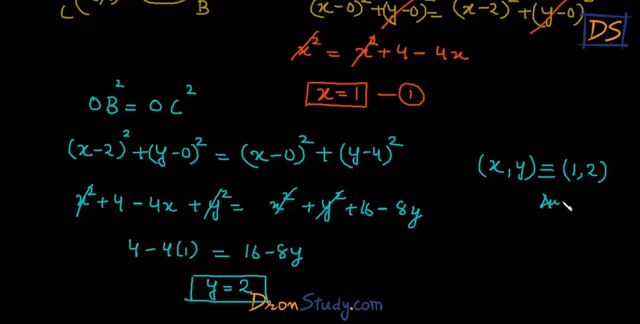 (x-0)² + (y-0)² = (x-2)² + (y-0)²
B
DS
x² = x² + 4 - 4x
x = 1 — ①
OB² = OC²
(x-2)² + (y-0)² = (x-0)² + (y-4)²
(x, y) ≡ (1, 2)
x² + 4 - 4x + y² = x² + y² + 16 - 8y
4 - 4(1) = 16 - 8y
y = 2
DronStudy.com